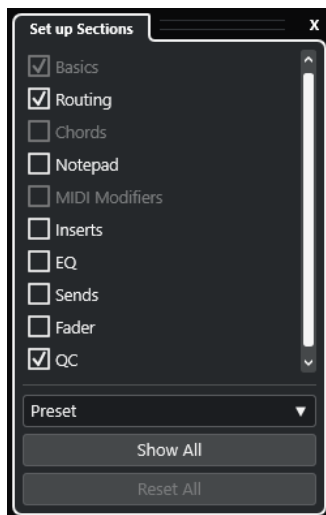 Set up Sections
X
Basics
Routing
Chords
Notepad
MIDI Modifiers
Inserts
EQ
Sends
Fader
QC
Preset
Show All
Reset All